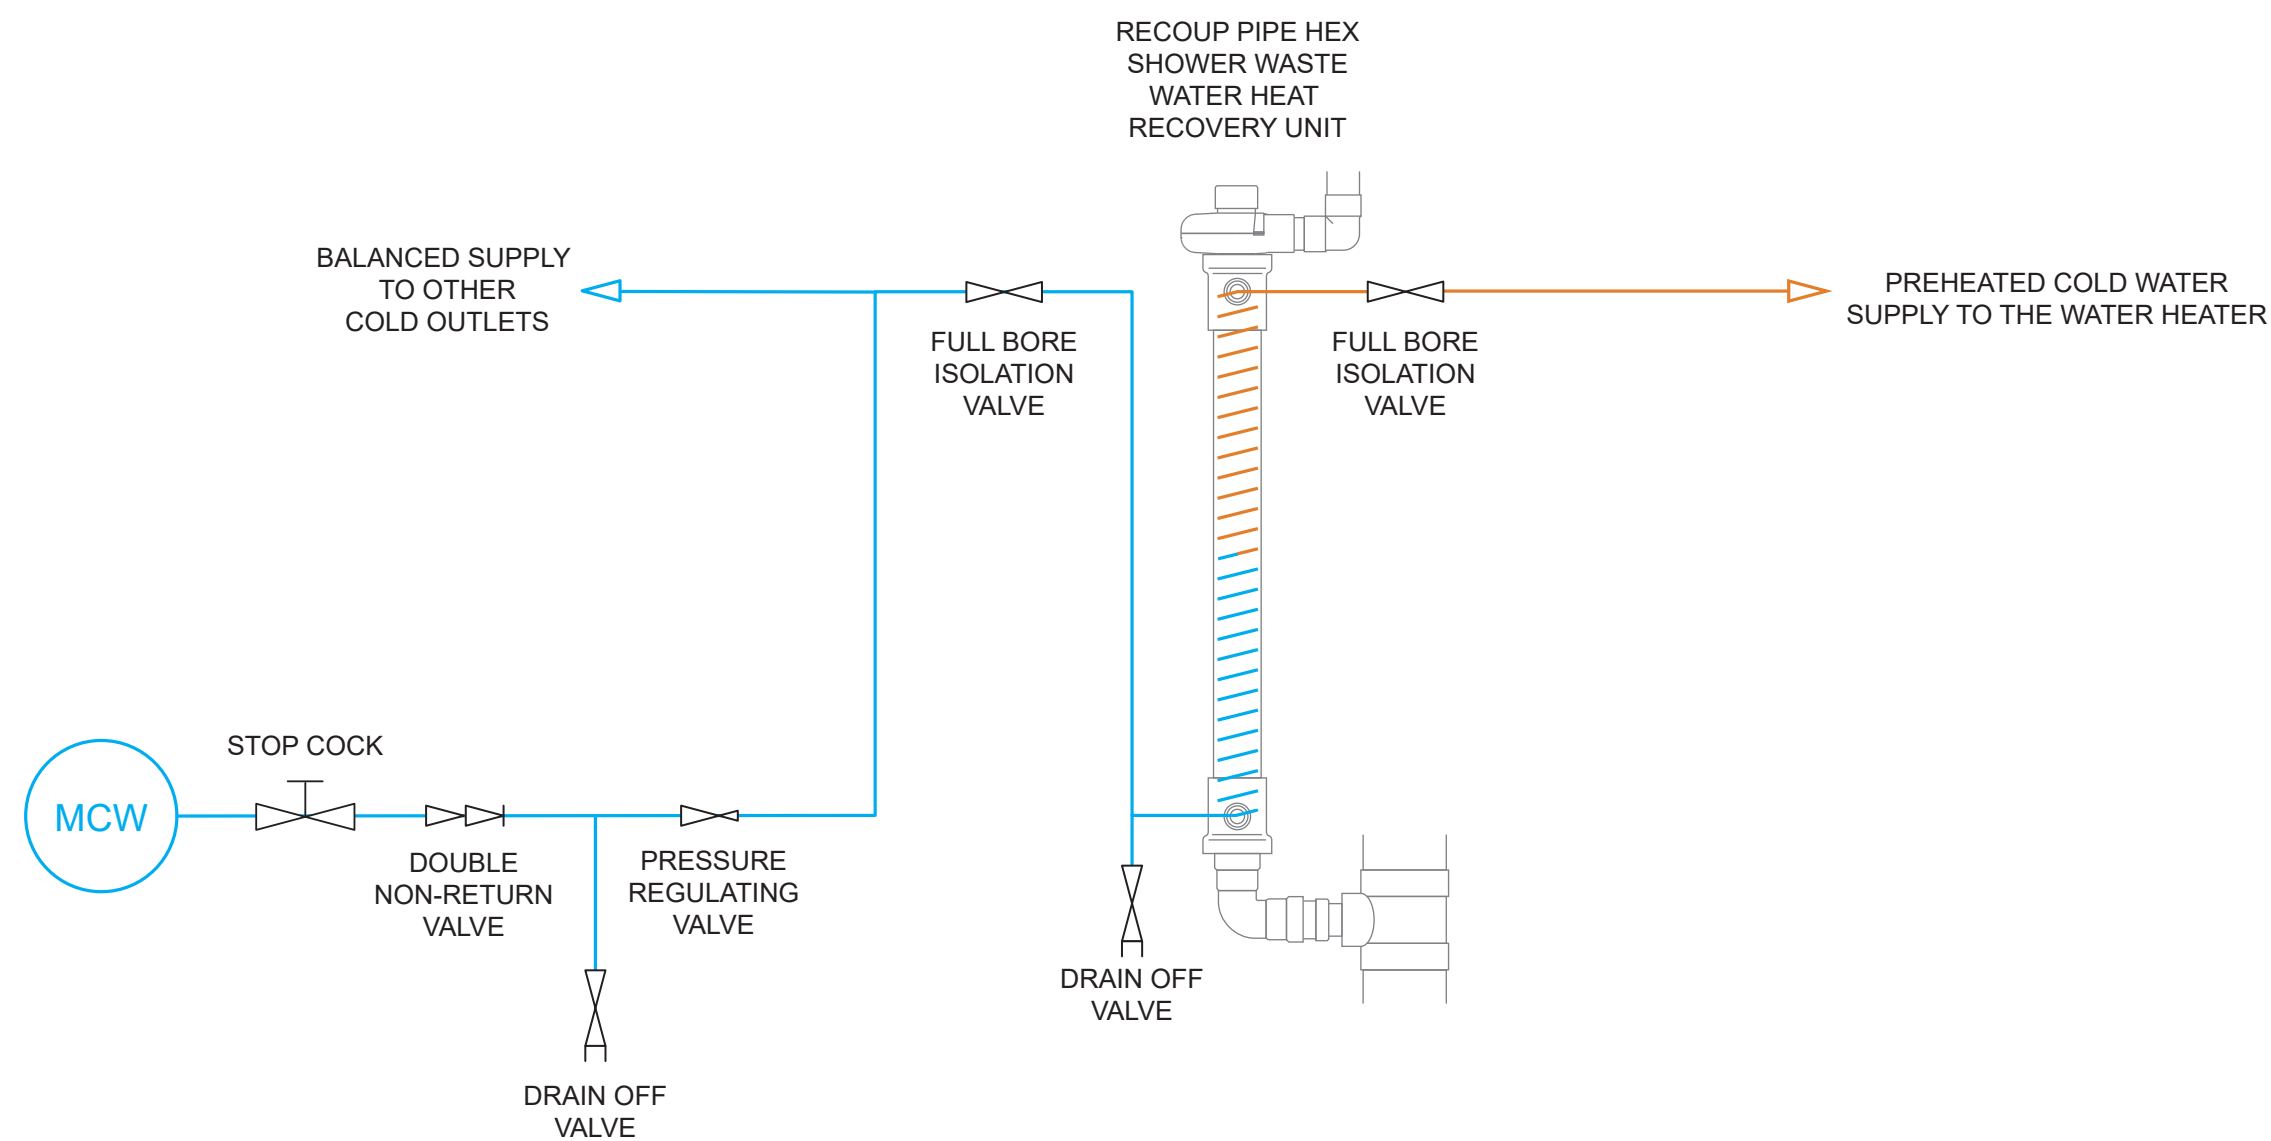 RECOUP PIPE HEX
SHOWER WASTE
WATER HEAT
RECOVERY UNIT
BALANCED SUPPLY
TO OTHER
COLD OUTLETS
FULL BORE
ISOLATION
VALVE
FULL BORE
ISOLATION
VALVE
PREHEATED COLD WATER
SUPPLY TO THE WATER HEATER
MCW
STOP COCK
DOUBLE
NON-RETURN
VALVE
PRESSURE
REGULATING
VALVE
DRAIN OFF
VALVE
DRAIN OFF
VALVE